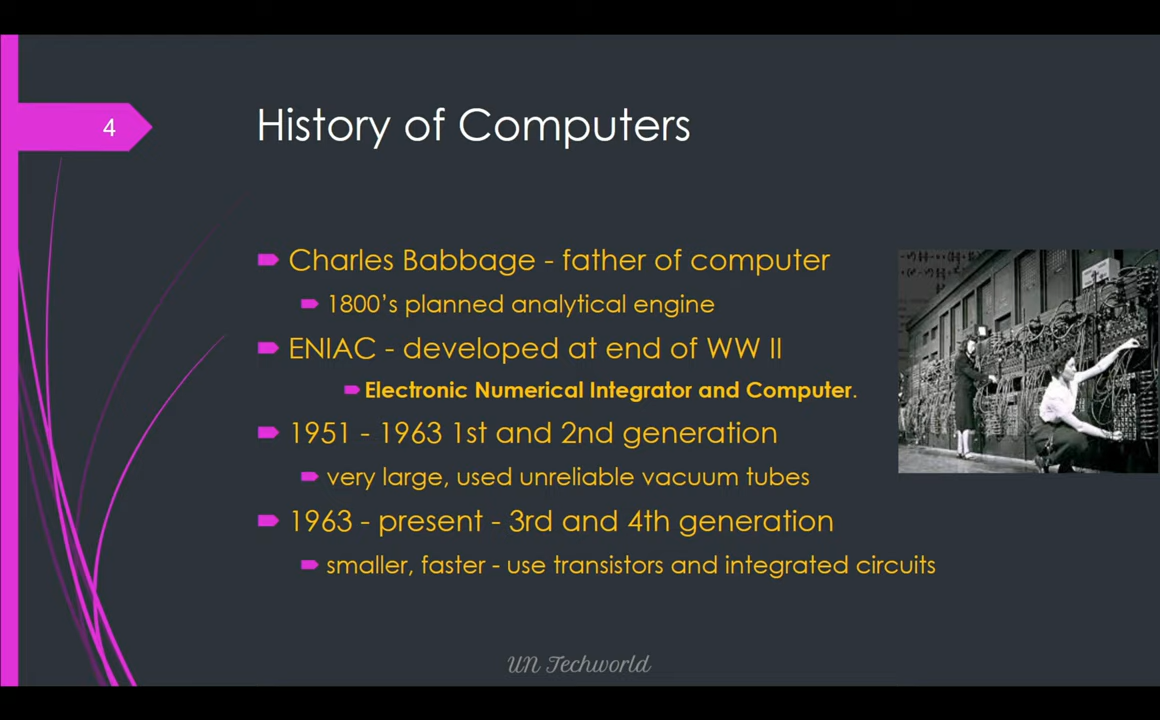 4
History of Computers
Charles Babbage - father of computer
1800’s planned analytical engine
ENIAC - developed at end of WW II
Electronic Numerical Integrator and Computer.
1951 - 1963 1st and 2nd generation
very large, used unreliable vacuum tubes
1963 - present - 3rd and 4th generation
smaller, faster - use transistors and integrated circuits
UN Techworld